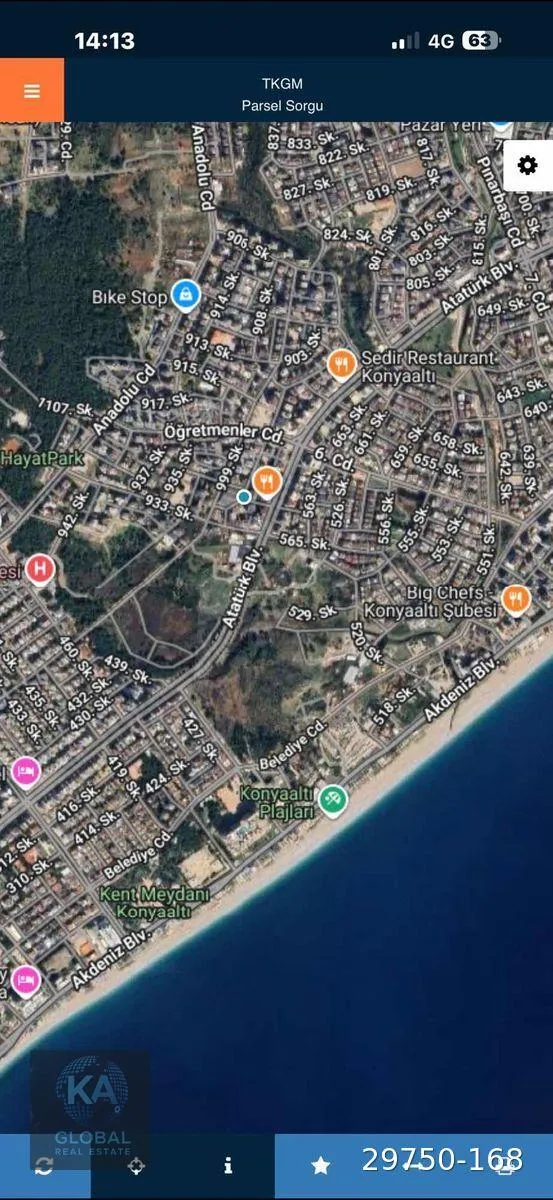 14:13
4G 63
TKGM
Parsel Sorgu
Pazar Yeri
Anadolu Cd
833. Sk.
822. Sk.
827. Sk.
819. Sk.
817. Sk.
Pınarbaşı Cd
906. Sk.
824. Sk.
801. Sk.
816. Sk.
803. Sk.
805. Sk.
815. Sk.
Atatürk Blv.
Bike Stop
914. Sk.
908. Sk.
649. Sk.
913. Sk.
903. Sk.
915. Sk.
Sedir Restaurant
Konyaaltı
Anadolu Cd
1107. Sk.
917. Sk.
643. Sk.
Öğretmenler Cd.
663. Sk.
661. Sk.
658. Sk.
659. Sk.
655. Sk.
6. Cd.
642. Sk.
639. Sk.
HayatPark
937. Sk.
935. Sk.
999. Sk.
933. Sk.
942. Sk.
563. Sk.
526. Sk.
556. Sk.
555. Sk.
553. Sk.
551. Sk.
565. Sk.
Atatürk Blv.
Big Chefs -
Konyaaltı Şubesi
529. Sk.
520. Sk.
460. Sk.
439. Sk.
435. Sk.
432. Sk.
433. Sk.
430. Sk.
518. Sk.
Akdeniz Blv.
427. Sk.
Belediye Cd.
419. Sk.
424. Sk.
Konyaaltı
Plajları
416. Sk.
414. Sk.
Belediye Cd.
312. Sk.
310. Sk.
Kent Meydanı
Konyaaltı
Akdeniz Blv.
KA
GLOBAL
REAL ESTATE
29750-168